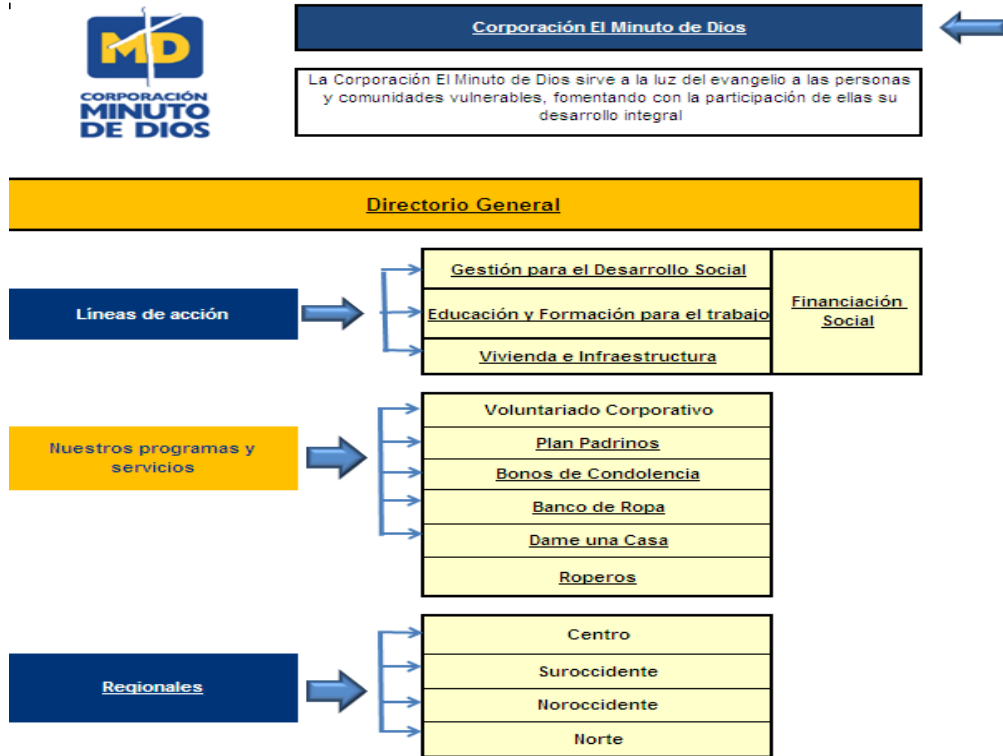 MD
CORPORACIÓN
MINUTO
DE DIOS
Corporación El Minuto de Dios
La Corporación El Minuto de Dios sirve a la luz del evangelio a las personas
y comunidades vulnerables, fomentando con la participación de ellas su
desarrollo integral
Directorio General
Líneas de acción
Gestión para el Desarrollo Social
Educación y Formación para el trabajo
Vivienda e Infraestructura
Financiación
Social
Nuestros programas y
servicios
Voluntariado Corporativo
Plan Padrinos
Bonos de Condolencia
Banco de Ropa
Dame una Casa
Roperos
Regionales
Centro
Suroccidente
Noroccidente
Norte